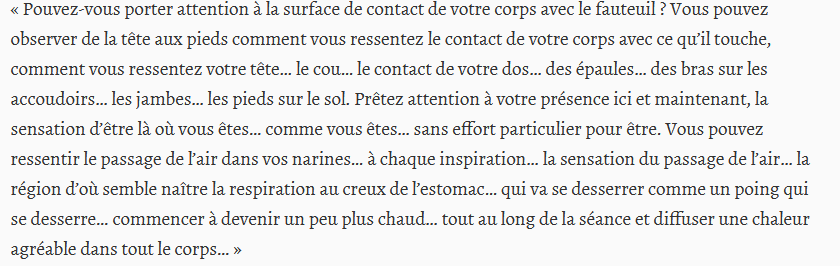 « Pouvez-vous porter attention à la surface de contact de votre corps avec le fauteuil ? Vous pouvez
observer de la tête aux pieds comment vous ressentez le contact de votre corps avec ce qu’il touche,
comment vous ressentez votre tête… le cou… le contact de votre dos… des épaules… des bras sur les
accoudoirs… les jambes… les pieds sur le sol. Prêtez attention à votre présence ici et maintenant, la
sensation d’être là où vous êtes… comme vous êtes… sans effort particulier pour être. Vous pouvez
ressentir le passage de l’air dans vos narines… à chaque inspiration… la sensation du passage de l’air… la
région d’où semble naître la respiration au creux de l’estomac… qui va se desserrer comme un poing qui
se desserre… commencer à devenir un peu plus chaud… tout au long de la séance et diffuser une chaleur
agréable dans tout le corps… »